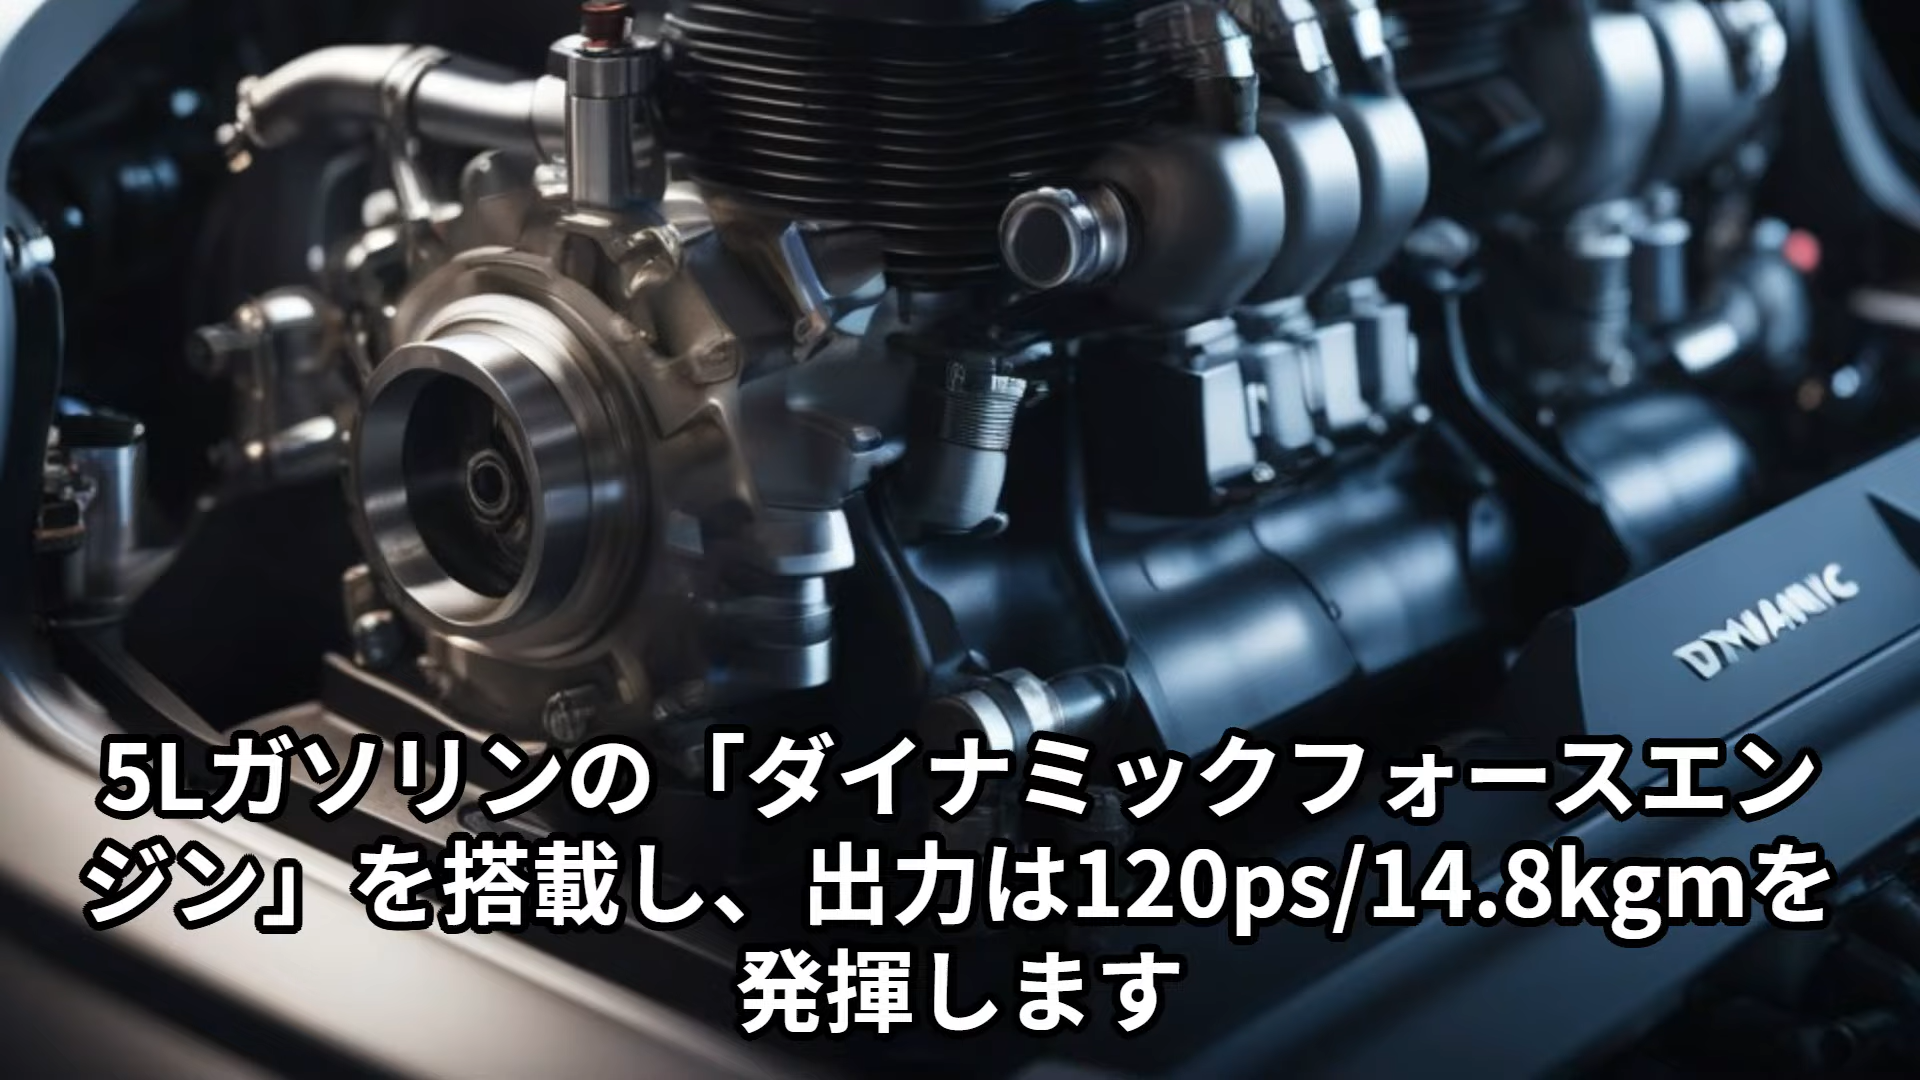 DYNAMIC
5Lガソリンの「ダイナミックフォースエン
ジン」を搭載し、出力は120ps/14.8kgmを
発揮します